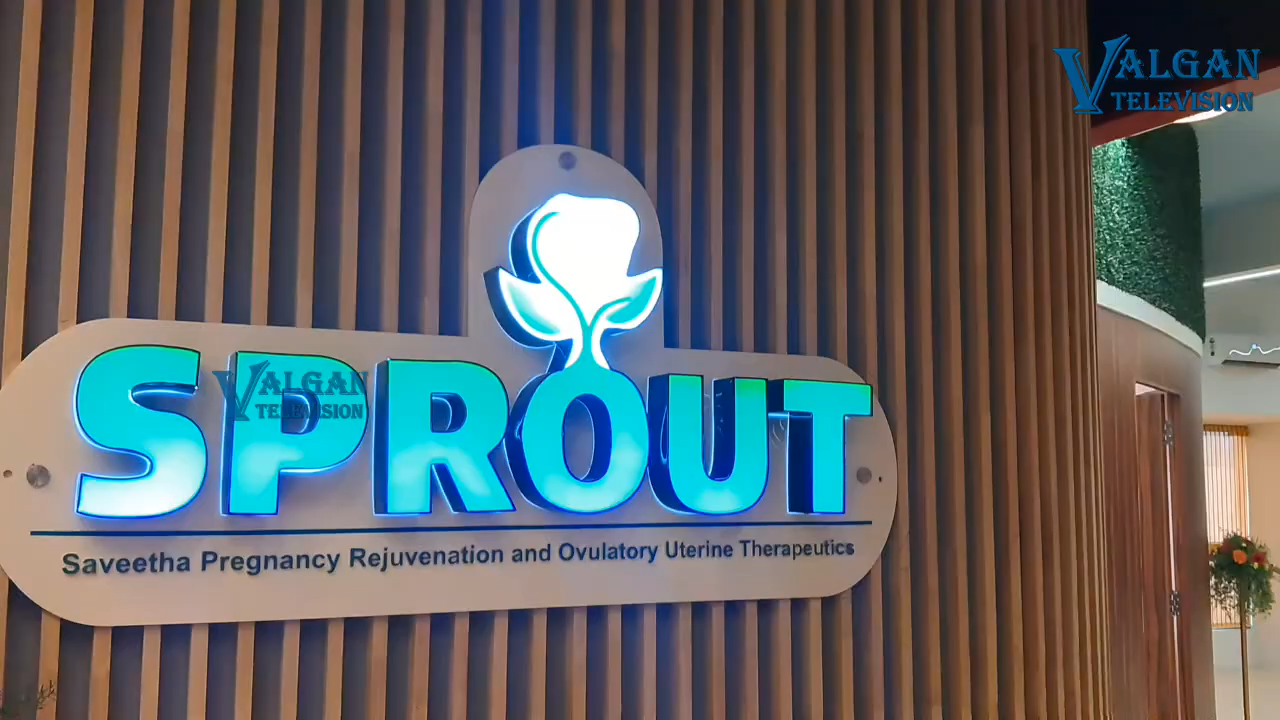 VALGAN
TELEVISION
SPROUT
VALGAN
TELEVISION
Saveetha Pregnancy Rejuvenation and Ovulatory Uterine Therapeutics